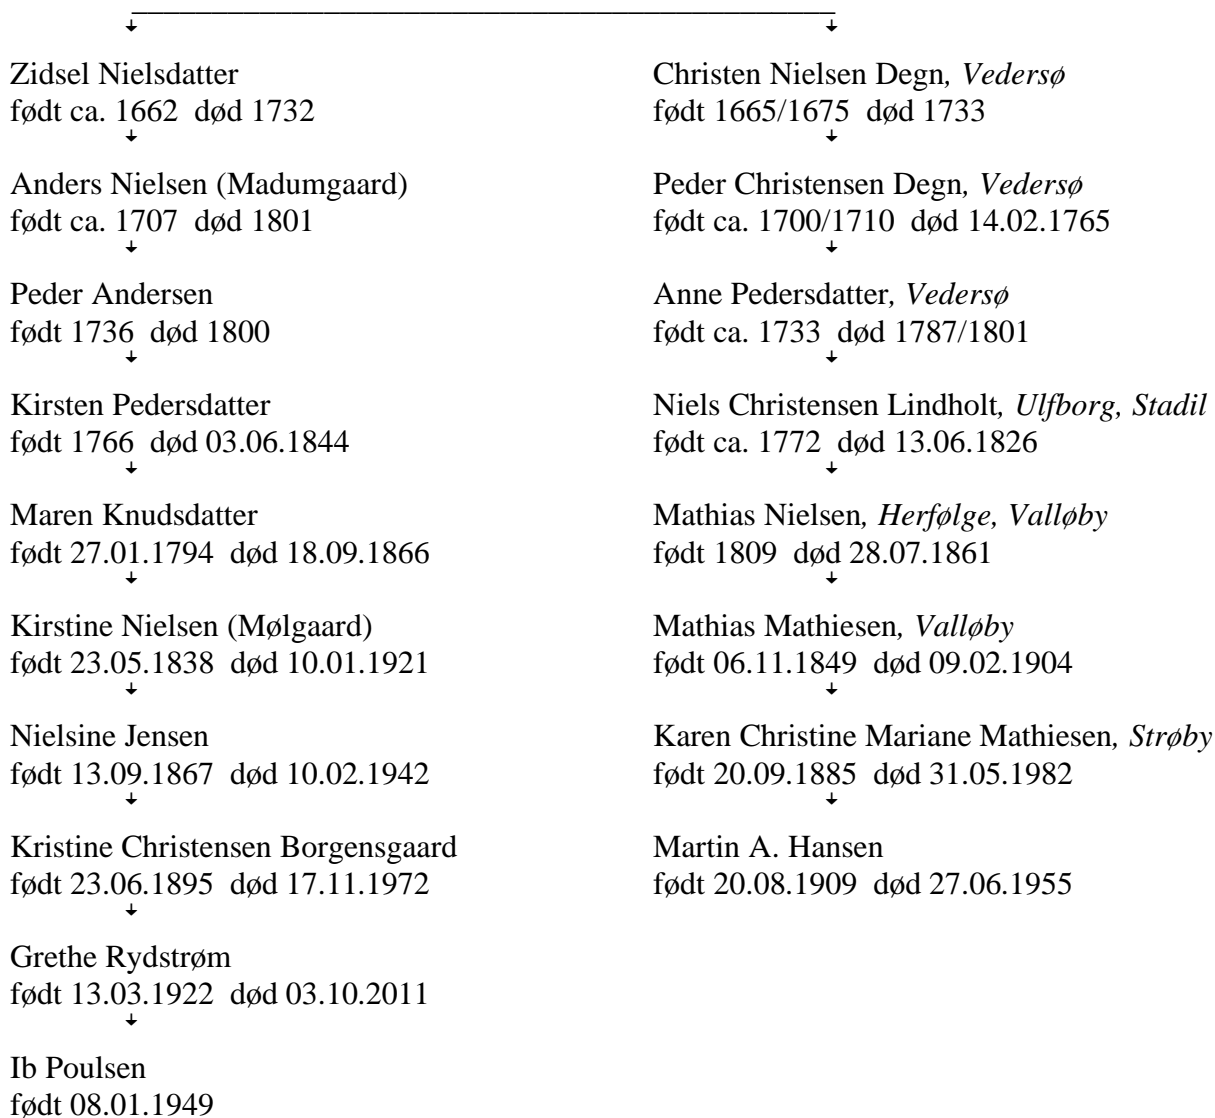 Zidsel Nielsdatter
født ca. 1662  død 1732
Anders Nielsen (Madumgaard)
født ca. 1707  død 1801
Peder Andersen
født 1736  død 1800
Kirsten Pedersdatter
født 1766  død 03.06.1844
Maren Knudsdatter
født 27.01.1794  død 18.09.1866
Kirstine Nielsen (Mølgaard)
født 23.05.1838  død 10.01.1921
Nielsine Jensen
født 13.09.1867  død 10.02.1942
Kristine Christensen Borgensgaard
født 23.06.1895  død 17.11.1972
Grethe Rydstrøm
født 13.03.1922  død 03.10.2011
Ib Poulsen
født 08.01.1949
Christen Nielsen Degn, Vedersø
født 1665/1675  død 1733
Peder Christensen Degn, Vedersø
født ca. 1700/1710  død 14.02.1765
Anne Pedersdatter, Vedersø
født ca. 1733  død 1787/1801
Niels Christensen Lindholt, Ulfborg, Stadil
født ca. 1772  død 13.06.1826
Mathias Nielsen, Herfølge, Valløby
født 1809  død 28.07.1861
Mathias Mathiesen, Valløby
født 06.11.1849  død 09.02.1904
Karen Christine Mariane Mathiesen, Strøby
født 20.09.1885  død 31.05.1982
Martin A. Hansen
født 20.08.1909  død 27.06.1955